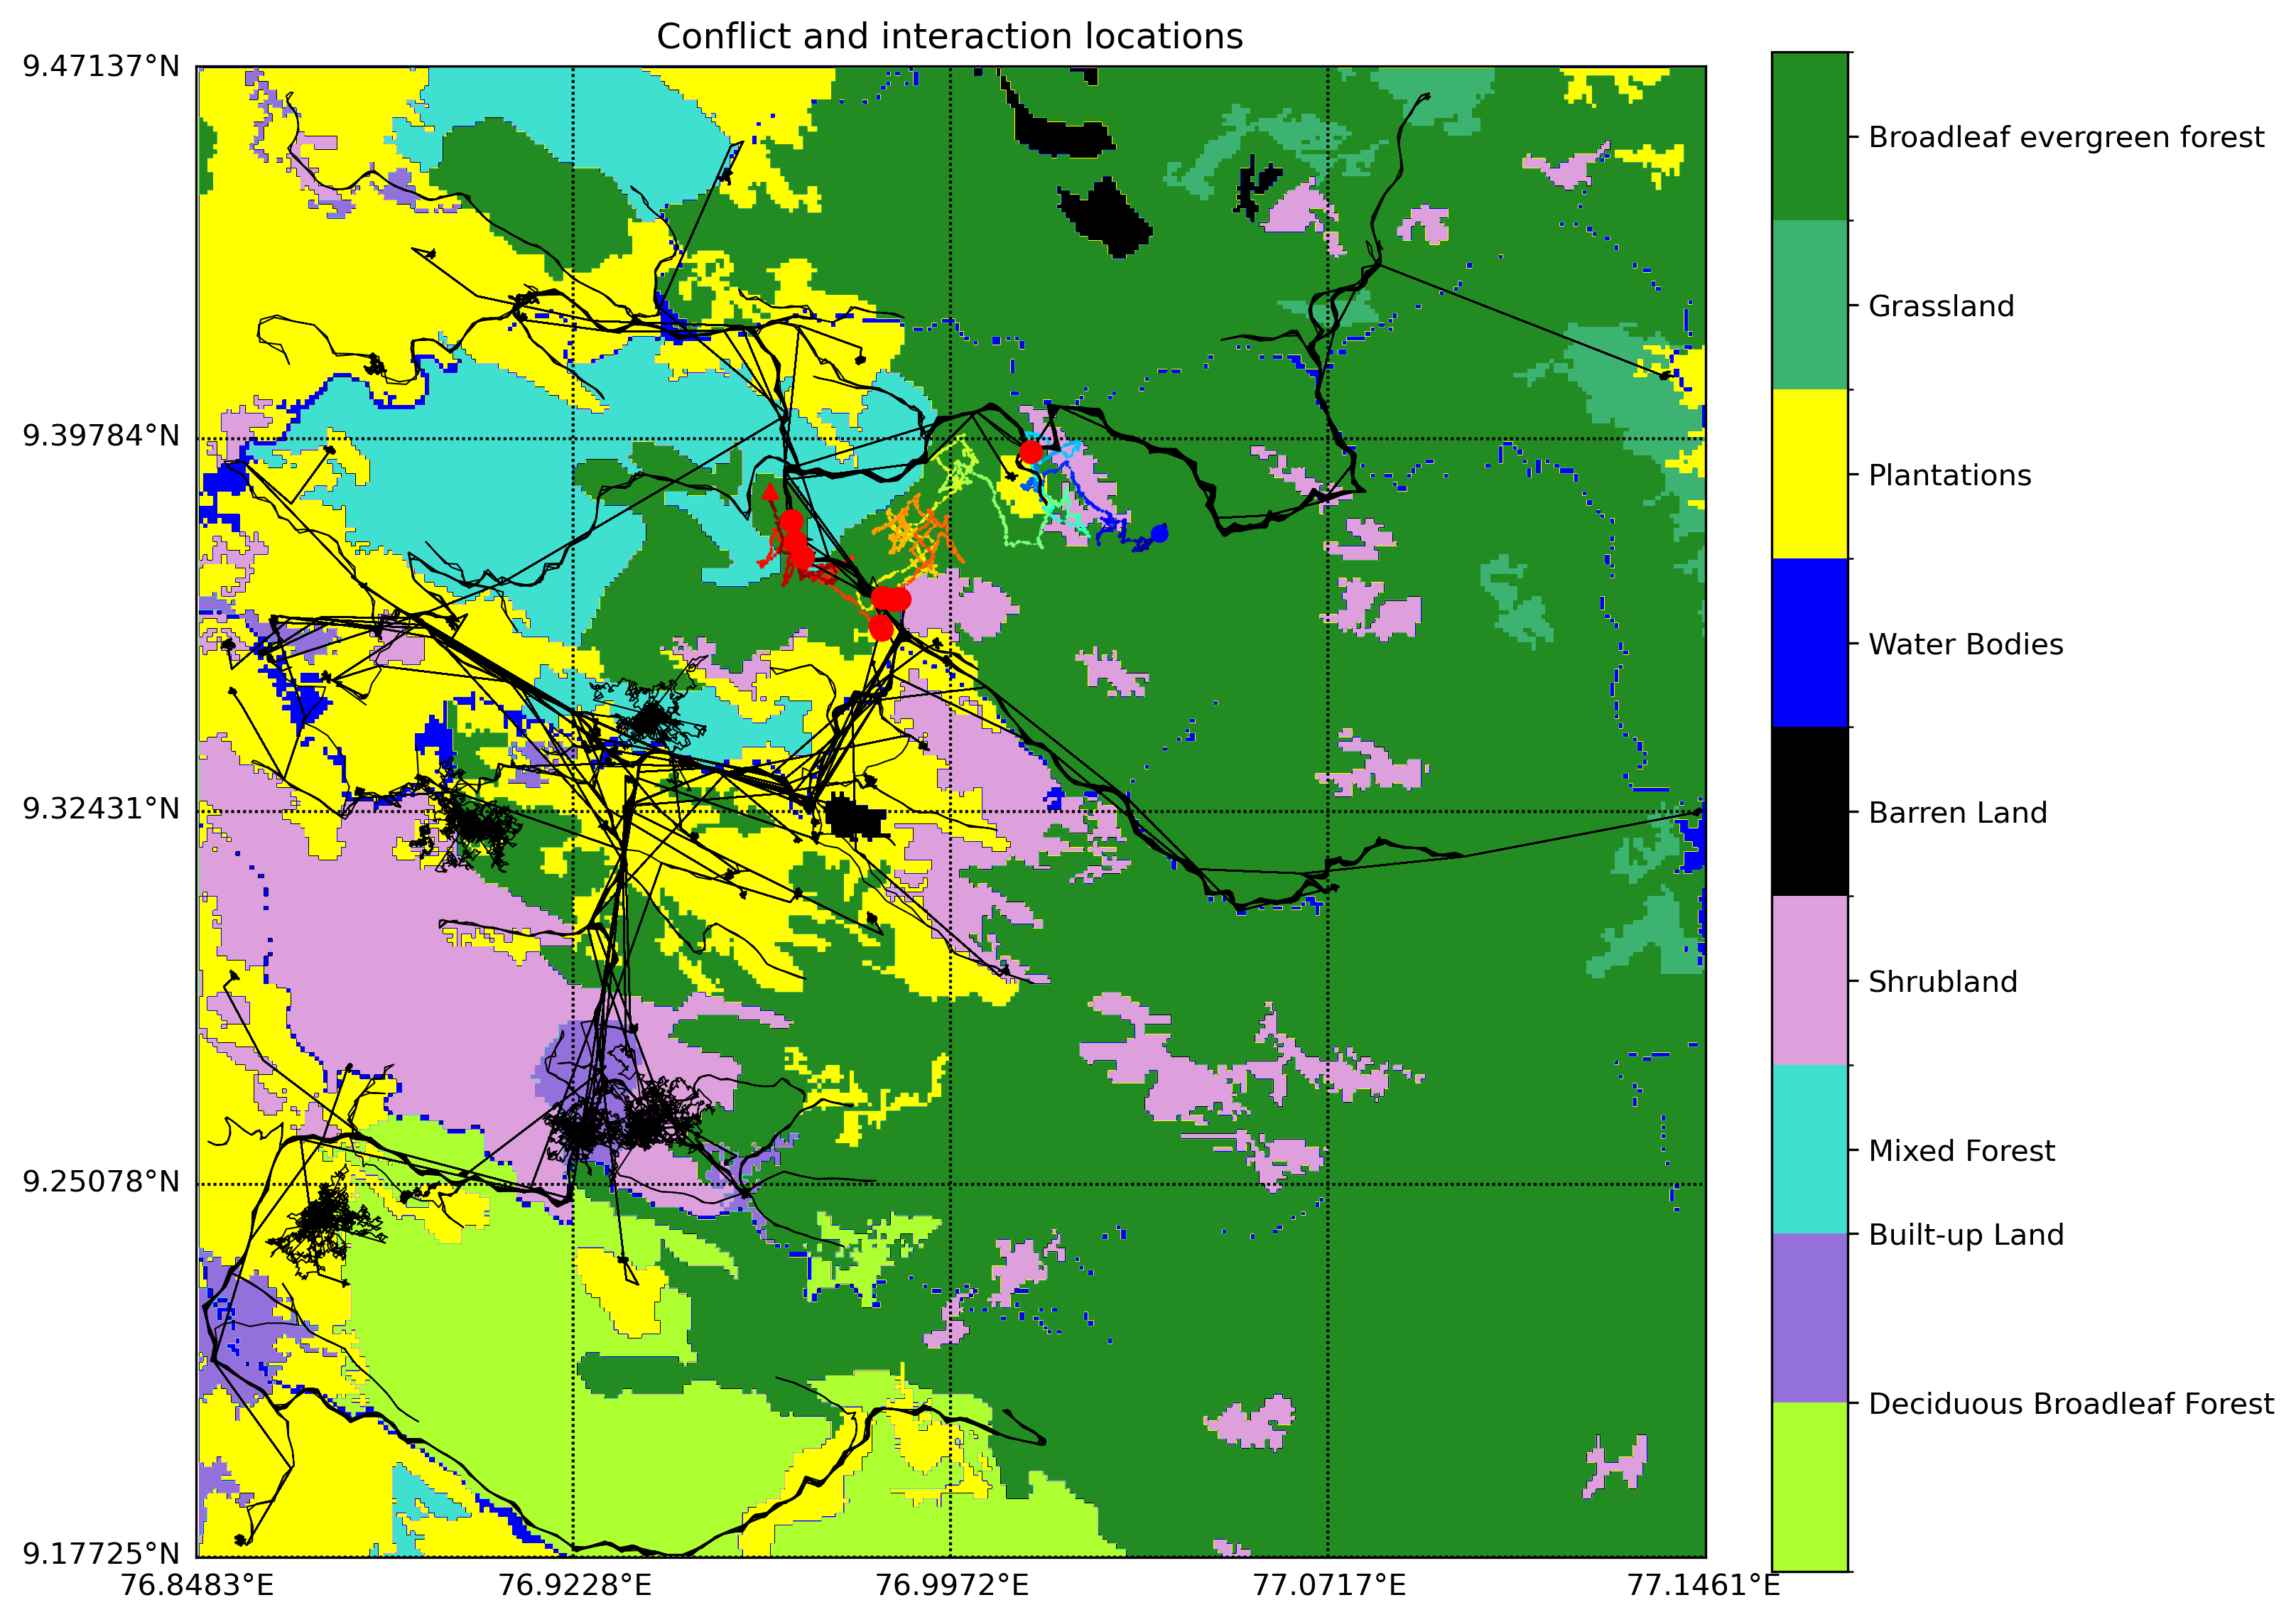 Conflict and interaction locations
9.47137°N
9.39784°N
9.32431°N
9.25078°N
9.17725°N
76.8483°E
76.9228°E
76.9972°E
77.0717°E
77.1461°E
Broadleaf evergreen forest
Grassland
Plantations
Water Bodies
Barren Land
Shrubland
Mixed Forest
Built-up Land
Deciduous Broadleaf Forest